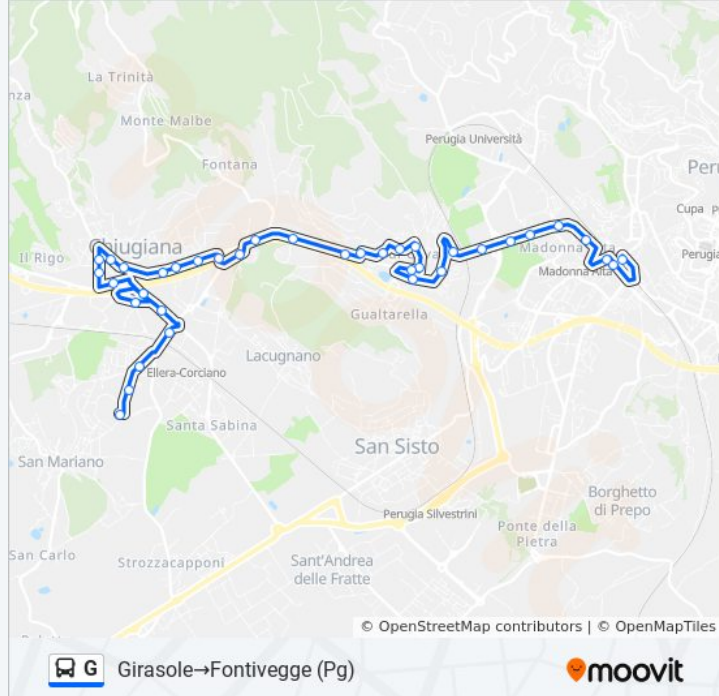 La Trinità
nza
Monte Malbe
Perugia Università
Fontana
Per
Cupa
P
Chiugiana
Il Rigo
Madonna Alta
Perugia
Madonna Alta
Gualtarella
Lacugnano
Ellera-Corciano
Santa Sabina
San Mariano
San Sisto
Borghetto
di Prepo
Perugia Silvestrini
Ponte della
Pietra
San Carlo
Strozzacapponi
Sant'Andrea
delle Fratte
© OpenStreetMap contributors | © OpenMapTiles
G Girasole→Fontivegge (Pg)
moovit